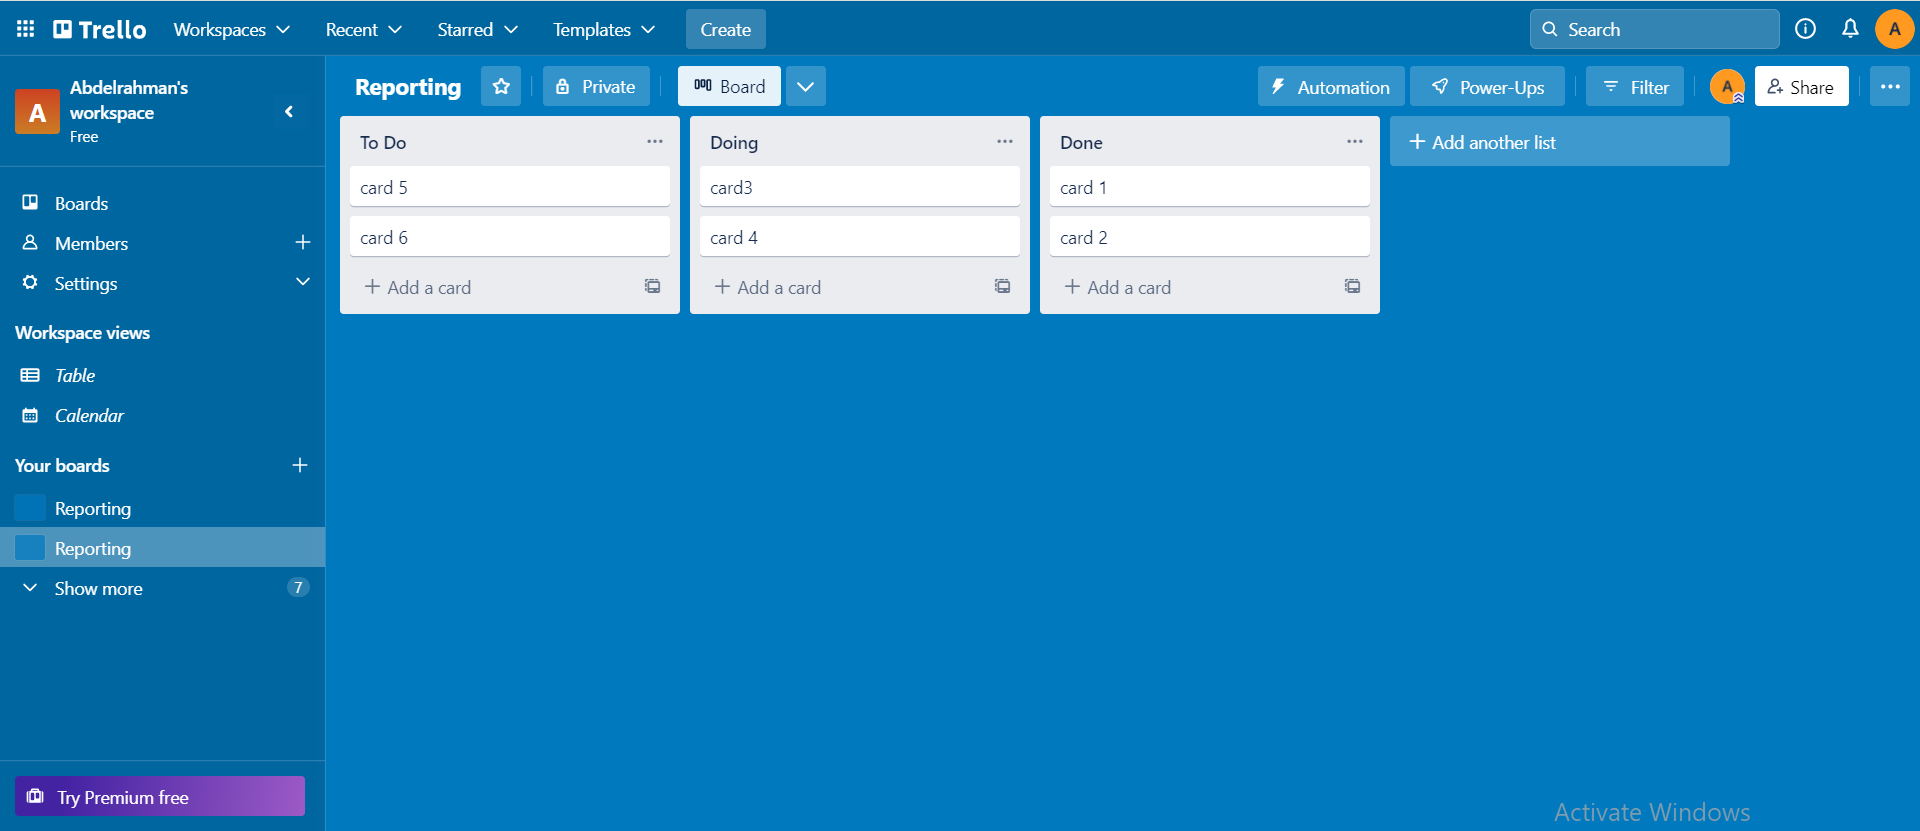 Trello
Workspaces
Recent
Starred
Templates
Create
Search
A
A
Abdelrahman's
workspace
Free
Reporting
Private
Board
Automation
Power-Ups
Filter
A
Share
Boards
Members
Settings
Workspace views
Table
Calendar
Your boards
Reporting
Reporting
Show more
7
Try Premium free
To Do
card 5
card 6
Add a card
Doing
card3
card 4
Add a card
Done
card 1
card 2
Add a card
Add another list
Activate Windows